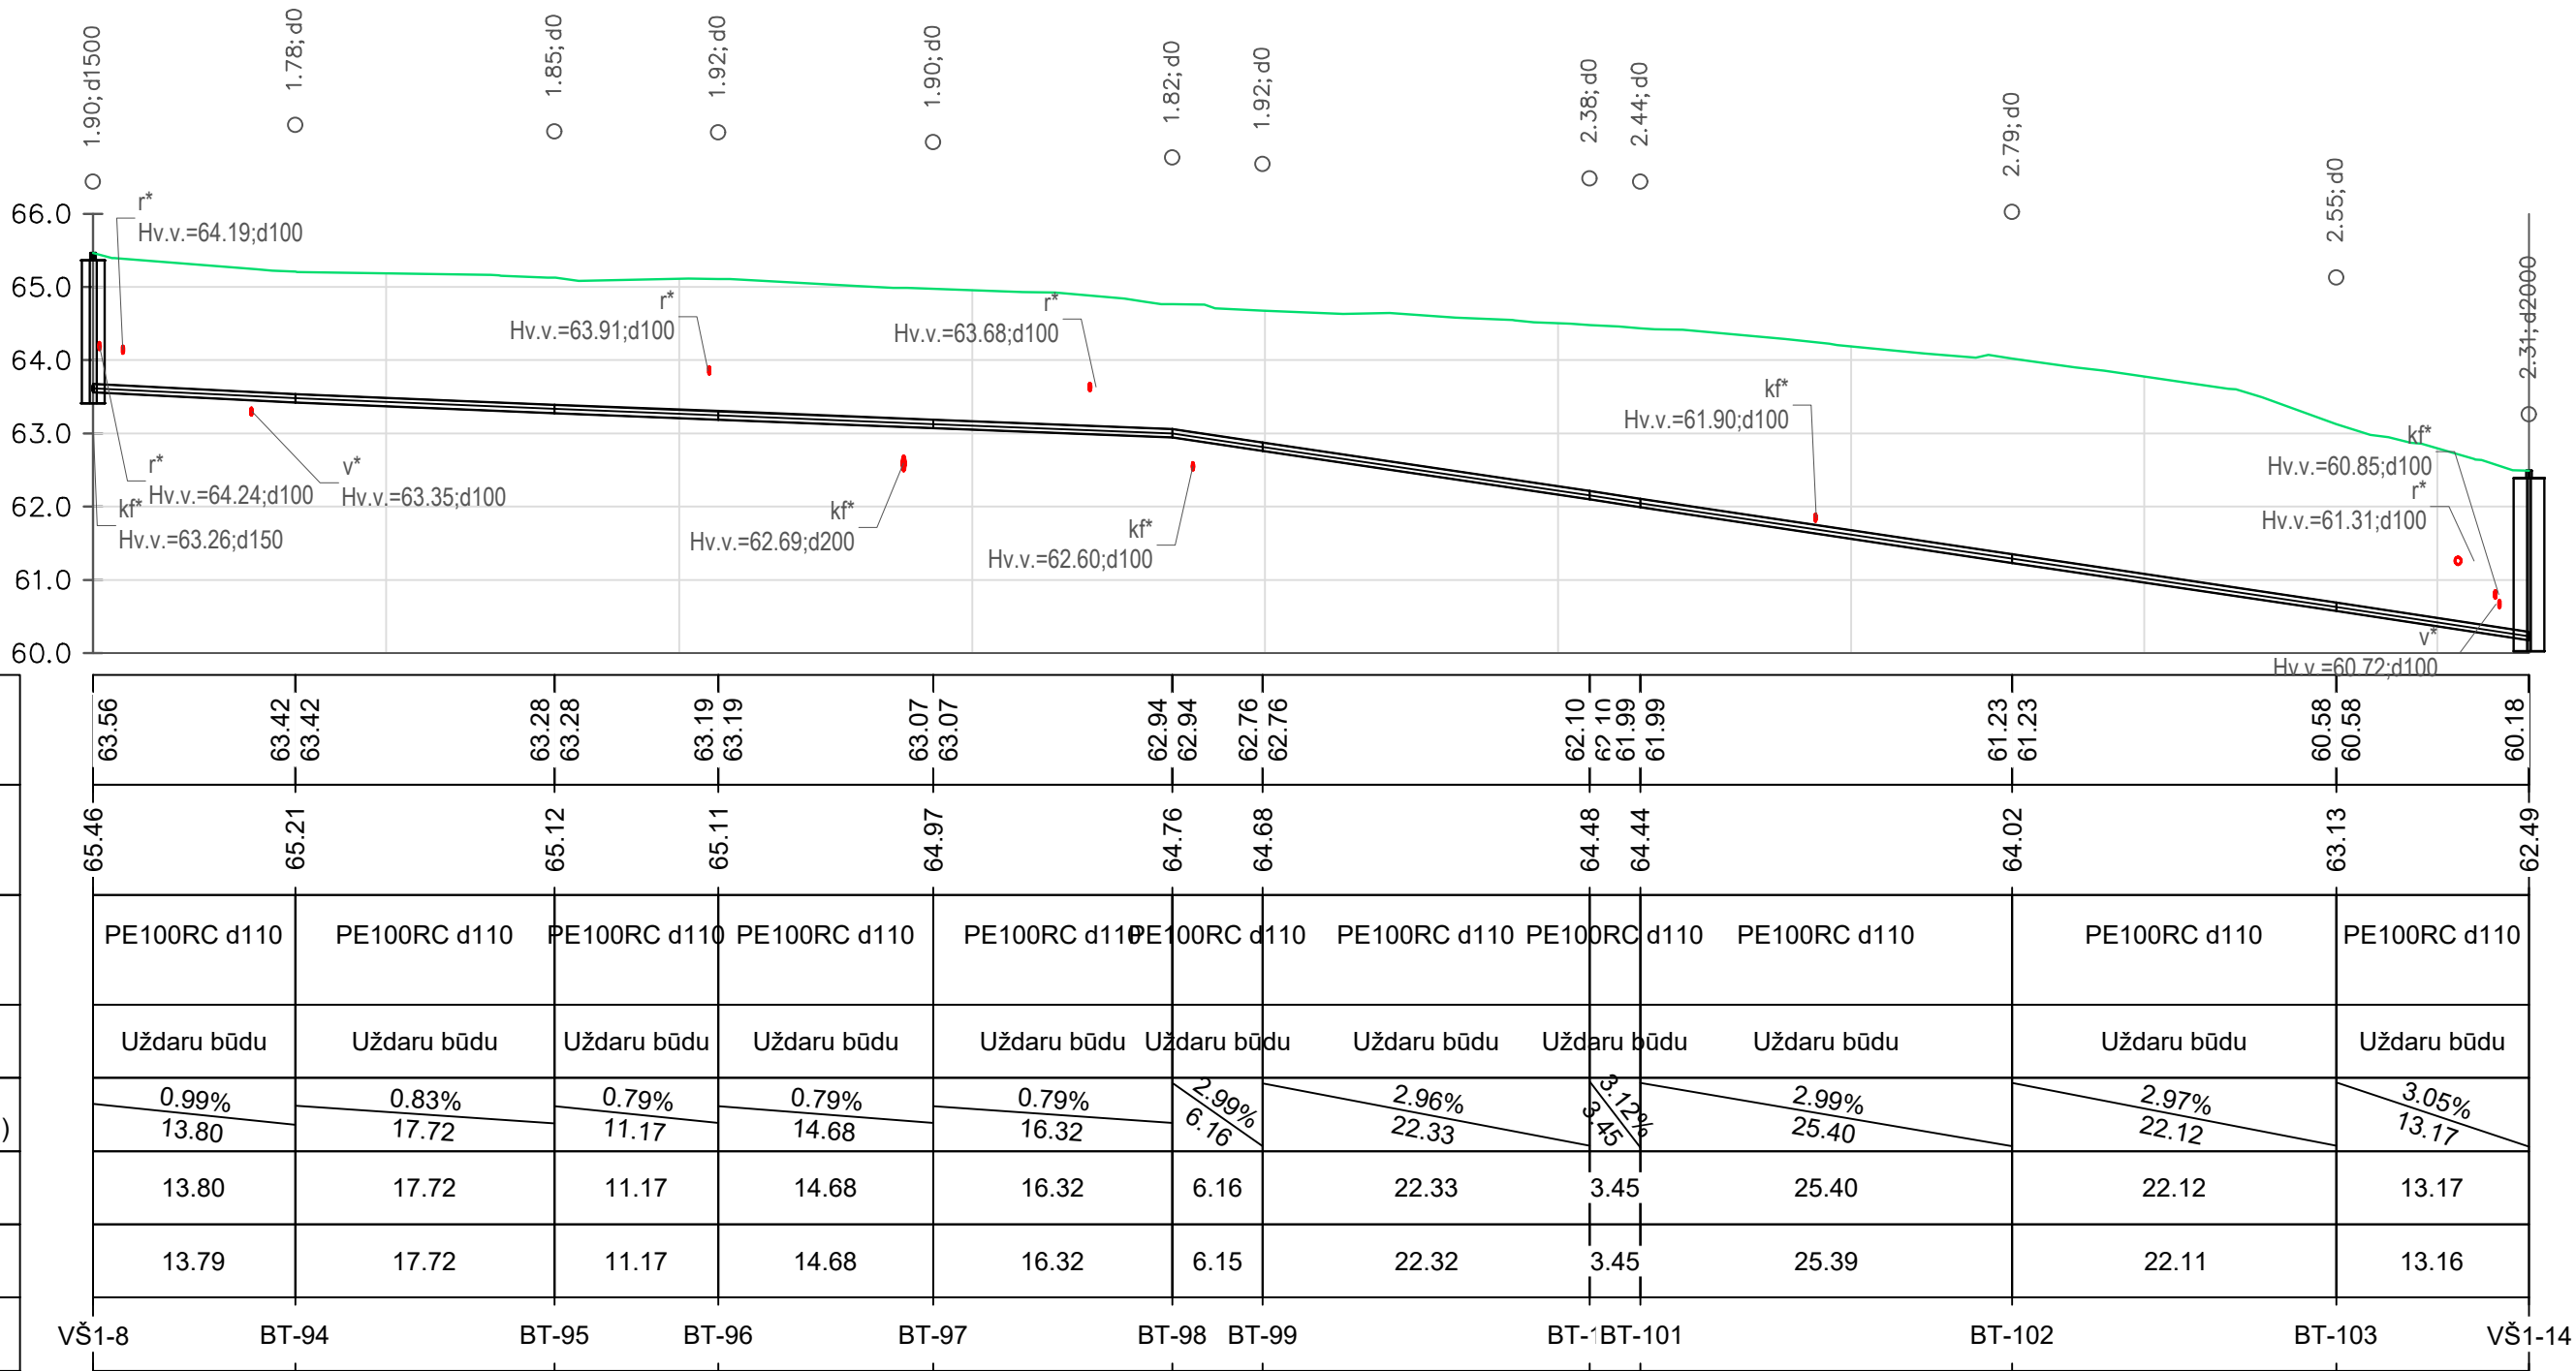 1.90; d1500
1.78; d0
1.85; d0
1.92; d0
1.90; d0
1.82; d0
1.92; d0
2.38; d0
2.44; d0
2.79; d0
2.55; d0
2.31; d2000
66.0
65.0
64.0
63.0
62.0
61.0
60.0
r*
Hv.v.=64.19;d100
r*
Hv.v.=64.24;d100
kf*
Hv.v.=63.26;d150
v*
Hv.v.=63.35;d100
r*
Hv.v.=63.91;d100
kf*
Hv.v.=62.69;d200
r*
Hv.v.=63.68;d100
kf*
Hv.v.=62.60;d100
kf*
Hv.v.=61.90;d100
kf*
Hv.v.=60.85;d100
r*
Hv.v.=61.31;d100
v*
Hv.v.=60.72;d100
63.56
63.42
63.42
63.28
63.28
63.19
63.19
63.07
63.07
62.94
62.94
62.76
62.76
62.10
62.10
61.99
61.99
61.23
61.23
60.58
60.58
60.18
65.46
65.21
65.12
65.11
64.97
64.76
64.68
64.48
64.44
64.02
63.13
62.49
PE100RC d110 PE100RC d110 PE100RC d110 PE100RC d110 PE100RC d110 PE100RC d110 PE100RC d110 PE100RC d110 PE100RC d110 PE100RC d110 PE100RC d110
Uždaru būdu Uždaru būdu Uždaru būdu Uždaru būdu Uždaru būdu Uždaru būdu Uždaru būdu Uždaru būdu Uždaru būdu Uždaru būdu Uždaru būdu
0.99% 0.83% 0.79% 0.79% 0.79% 2.99% 2.96% 3.12% 2.99% 2.97% 3.05%
) 13.80 17.72 11.17 14.68 16.32 6.16 22.33 3.45 25.40 22.12 13.17
13.80 17.72 11.17 14.68 16.32 6.16 22.33 3.45 25.40 22.12 13.17
13.79 17.72 11.17 14.68 16.32 6.15 22.32 3.45 25.39 22.11 13.16
VŠ1-8 BT-94 BT-95 BT-96 BT-97 BT-98 BT-99 BT-1 BT-101 BT-102 BT-103 VŠ1-14